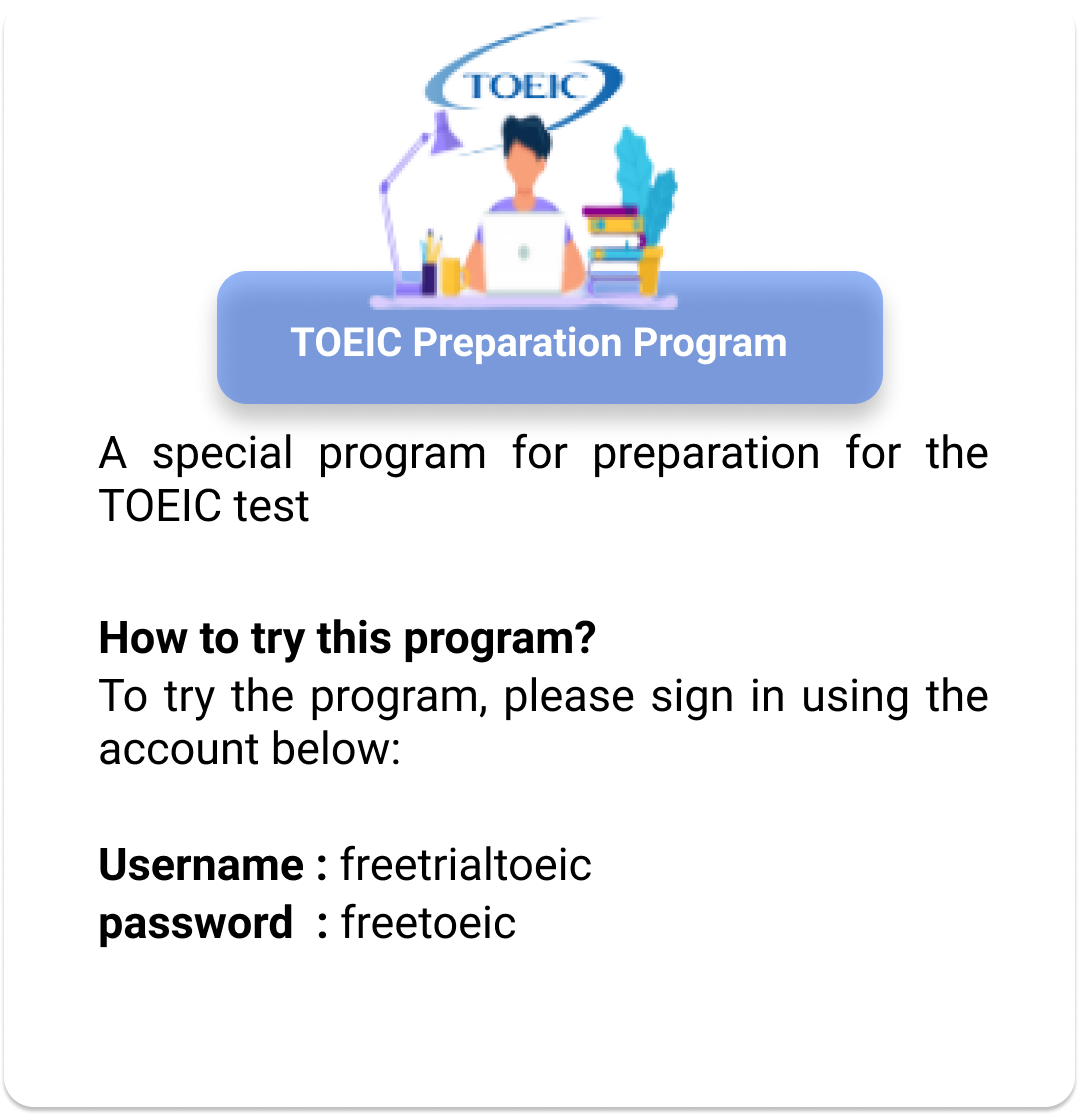 TOEIC
TOEIC Preparation Program
A special program for preparation for the
TOEIC test
How to try this program?
To try the program, please sign in using the
account below:
Username : freetrialtoeic
password : freetoeic